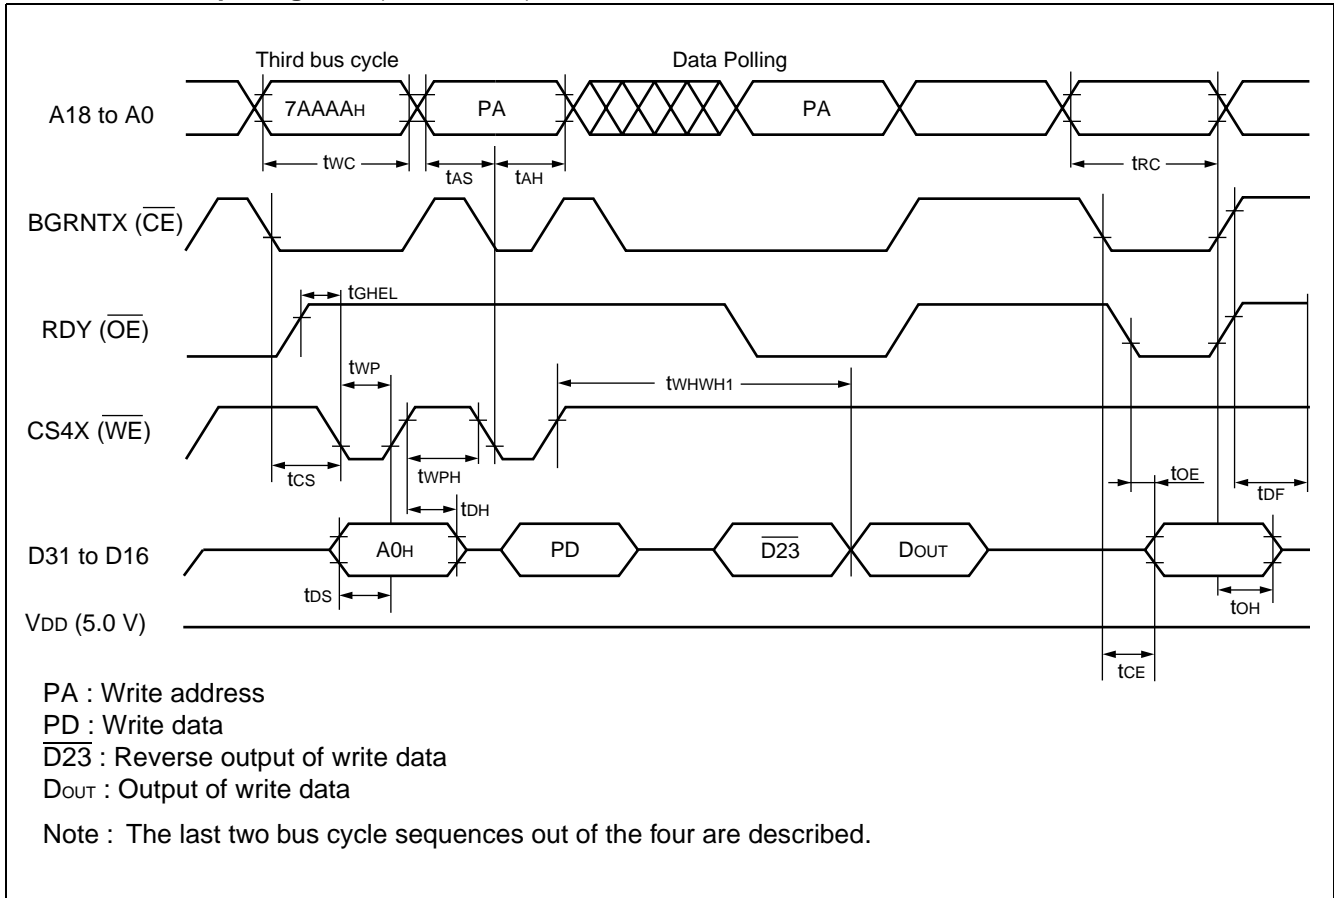 Third bus cycle
Data Polling
A18 to A0
7AAAAH
PA
PA
tWC
tAS
tAH
tRC
BGRNTX (CE)
tGHEL
RDY (OE)
tWP
tWHWH1
CS4X (WE)
tCS
tWPH
tOE
tDF
tDH
D31 to D16
A0H
PD
D23
DOUT
tDS
tOH
VDD (5.0 V)
tCE
PA : Write address
PD : Write data
D23 : Reverse output of write data
DOUT : Output of write data
Note : The last two bus cycle sequences out of the four are described.